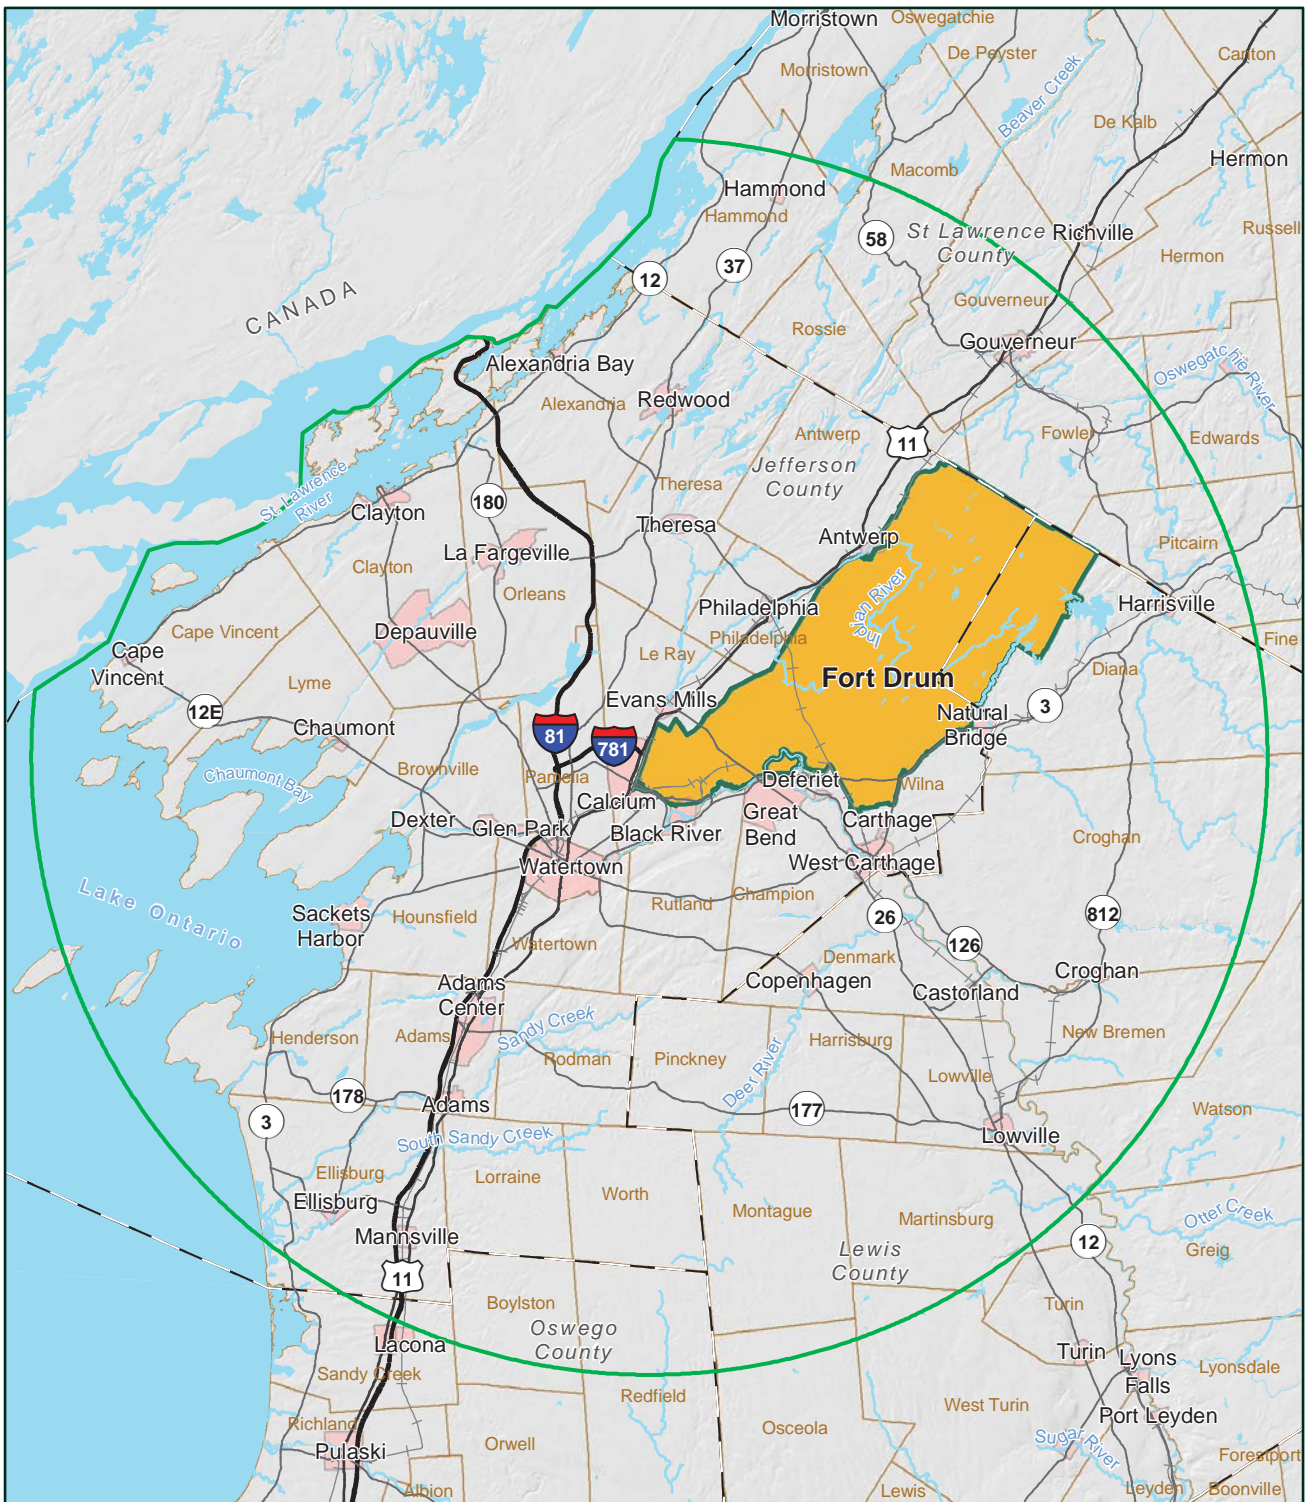 Morristown
Oswegatchie
De Peyster
Canton
Morristown
Beaver Creek
De Kalb
Hermon
Macomb
Hammond
Hammond
58
St Lawrence
County
Richville
Russell
Hermon
37
12
CANADA
Gouverneur
Rossie
Gouverneur
Oswegatchie River
Alexandria Bay
Alexandria
Redwood
Antwerp
11
Fowler
Edwards
Jefferson
County
St. Lawrence
River
Clayton
180
Theresa
Theresa
Antwerp
Pitcairn
La Fargeville
Clayton
Orleans
Indian River
Philadelphia
Philadelphia
Harrisville
Cape Vincent
Depauville
Fine
Cape
Vincent
Le Ray
Fort Drum
Diana
Lyme
12E
Evans Mills
Natural
Bridge
3
Chaumont
81
781
Chaumont Bay
Brownville
Pamelia
Deferiet
Wilna
Calcium
Dexter
Glen Park
Black River
Great
Bend
Carthage
Croghan
Watertown
West Carthage
Lake Ontario
Sackets
Harbor
Hounsfield
Rutland
Champion
26
812
126
Watertown
Denmark
Adams
Center
Copenhagen
Castorland
Croghan
Henderson
Adams
Sandy Creek
Rodman
Pinckney
Deer River
Harrisburg
New Bremen
Lowville
178
Adams
177
Watson
3
South Sandy Creek
Lowville
Ellisburg
Lorraine
Worth
Ellisburg
Montague
Martinsburg
Otter Creek
Mannsville
Lewis
County
12
Greig
11
Boylston
Oswego
County
Turin
Lacona
Sandy Creek
Turin
Lyons
Falls
Lyonsdale
Redfield
West Turin
Port Leyden
Richland
Osceola
Pulaski
Orwell
Sugar River
Forestport
Albion
Lewis
Leyden
Boonville